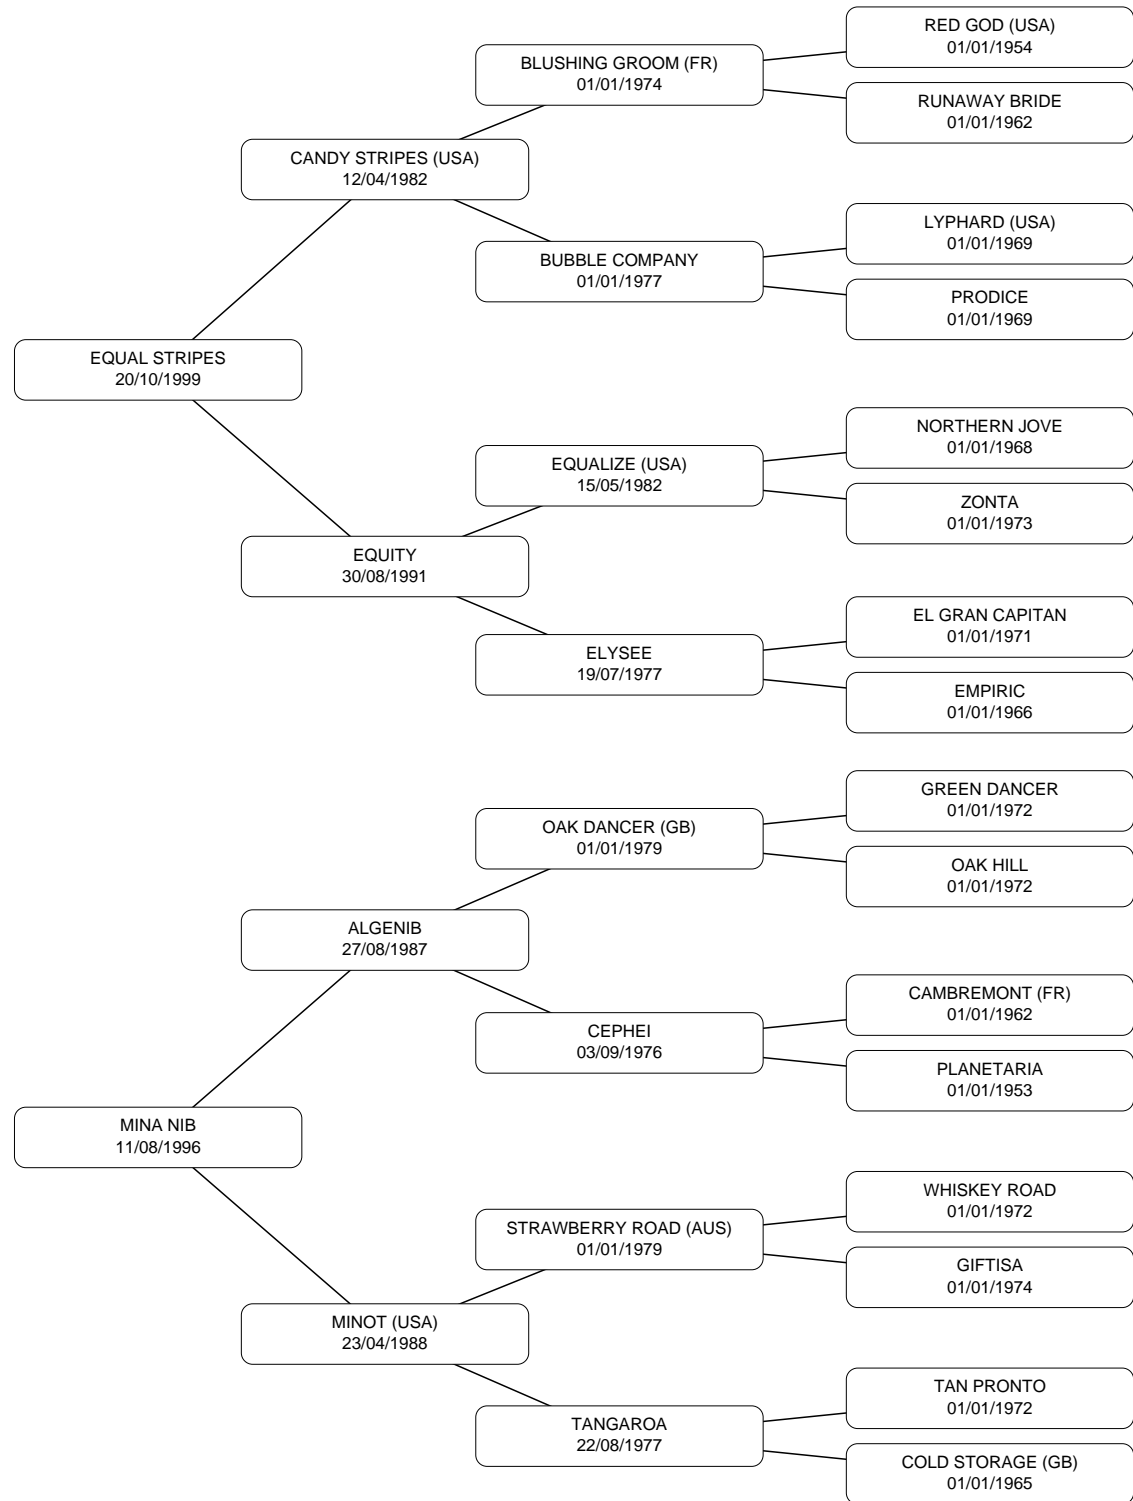 RED GOD (USA)
01/01/1954
BLUSHING GROOM (FR)
01/01/1974
RUNAWAY BRIDE
01/01/1962
CANDY STRIPES (USA)
12/04/1982
LYPHARD (USA)
01/01/1969
BUBBLE COMPANY
01/01/1977
PRODICE
01/01/1969
EQUAL STRIPES
20/10/1999
NORTHERN JOVE
01/01/1968
EQUALIZE (USA)
15/05/1982
ZONTA
01/01/1973
EQUITY
30/08/1991
EL GRAN CAPITAN
01/01/1971
ELYSEE
19/07/1977
EMPIRIC
01/01/1966
GREEN DANCER
01/01/1972
OAK DANCER (GB)
01/01/1979
OAK HILL
01/01/1972
ALGENIB
27/08/1987
CAMBREMONT (FR)
01/01/1962
CEPHEI
03/09/1976
PLANETARIA
01/01/1953
MINA NIB
11/08/1996
WHISKEY ROAD
01/01/1972
STRAWBERRY ROAD (AUS)
01/01/1979
GIFTISA
01/01/1974
MINOT (USA)
23/04/1988
TAN PRONTO
01/01/1972
TANGAROA
22/08/1977
COLD STORAGE (GB)
01/01/1965